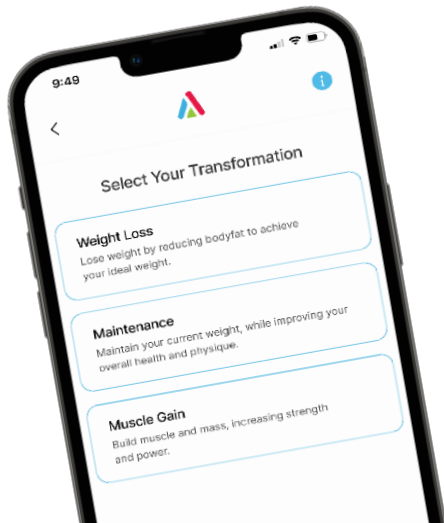 9:49
i
Select Your Transformation
Weight Loss
Lose weight by reducing bodyfat to achieve
your ideal weight.
Maintenance
Maintain your current weight, while improving your
overall health and physique.
Muscle Gain
Build muscle and mass, increasing strength
and power.